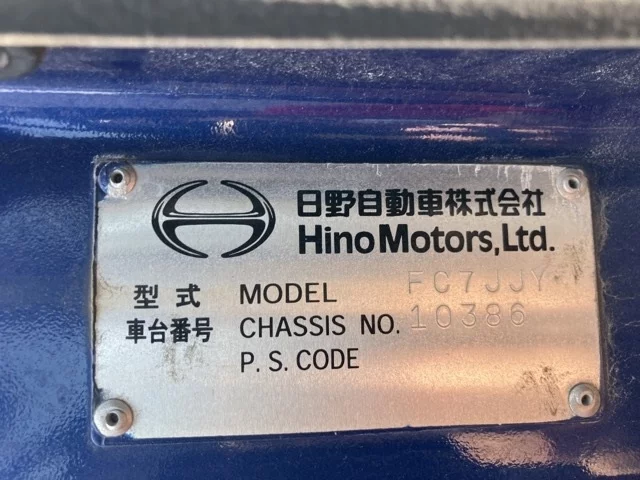 日野自動車株式会社
Hino Motors, Ltd.
型式 MODEL FC7JJY
車台番号 CHASSIS NO. 10386
P.S.CODE